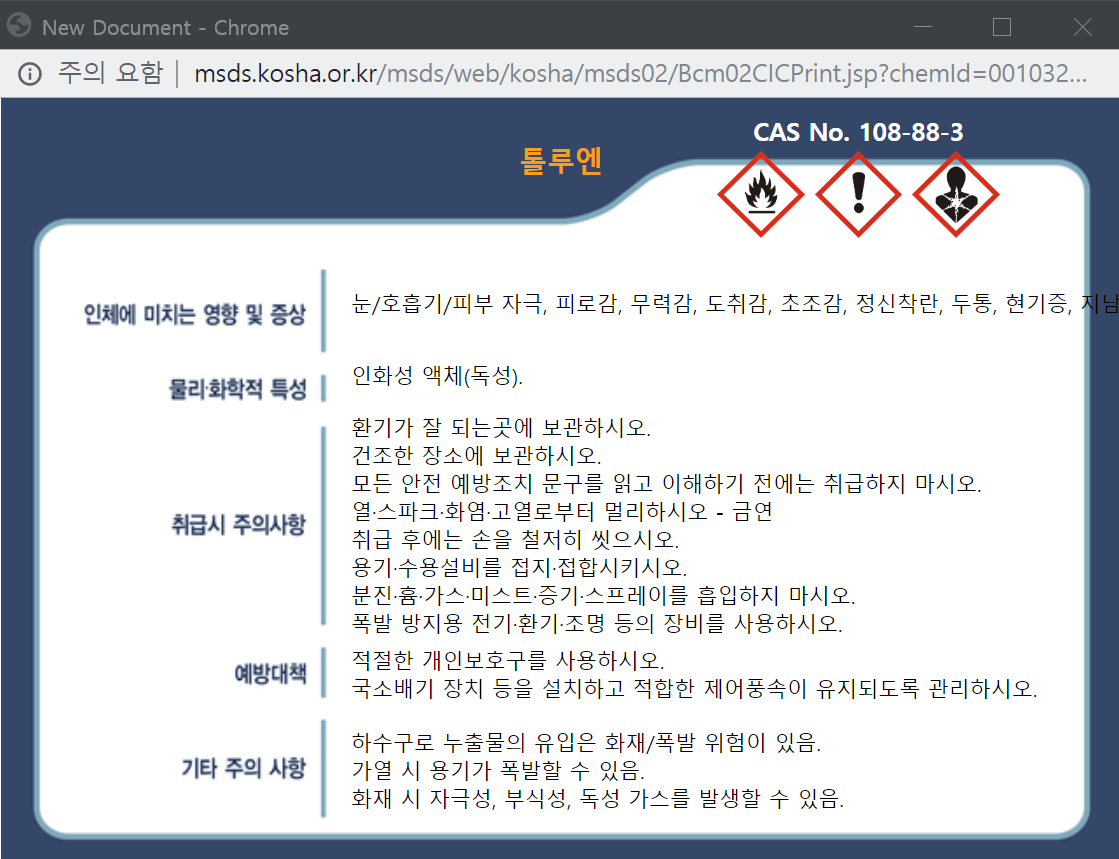 New Document - Chrome
주의 요함 | msds.kosha.or.kr/msds/web/kosha/msds02/Bcm02CICPrint.jsp?chemId=001032...
CAS No. 108-88-3
톨루엔
인체에 미치는 영향 및 증상
눈/호흡기/피부 자극, 피로감, 무력감, 도취감, 초조감, 정신착란, 두통, 현기증, 지남
물리·화학적 특성
인화성 액체(독성).
취급시 주의사항
환기가 잘 되는곳에 보관하시오.
건조한 장소에 보관하시오.
모든 안전 예방조치 문구를 읽고 이해하기 전에는 취급하지 마시오.
열·스파크·화염·고열로부터 멀리하시오 - 금연
취급 후에는 손을 철저히 씻으시오.
용기·수용설비를 접지·접합시키시오.
분진·흄·가스·미스트·증기·스프레이를 흡입하지 마시오.
폭발 방지용 전기·환기·조명 등의 장비를 사용하시오.
예방대책
적절한 개인보호구를 사용하시오.
국소배기 장치 등을 설치하고 적합한 제어풍속이 유지되도록 관리하시오.
기타 주의 사항
하수구로 누출물의 유입은 화재/폭발 위험이 있음.
가열 시 용기가 폭발할 수 있음.
화재 시 자극성, 부식성, 독성 가스를 발생할 수 있음.